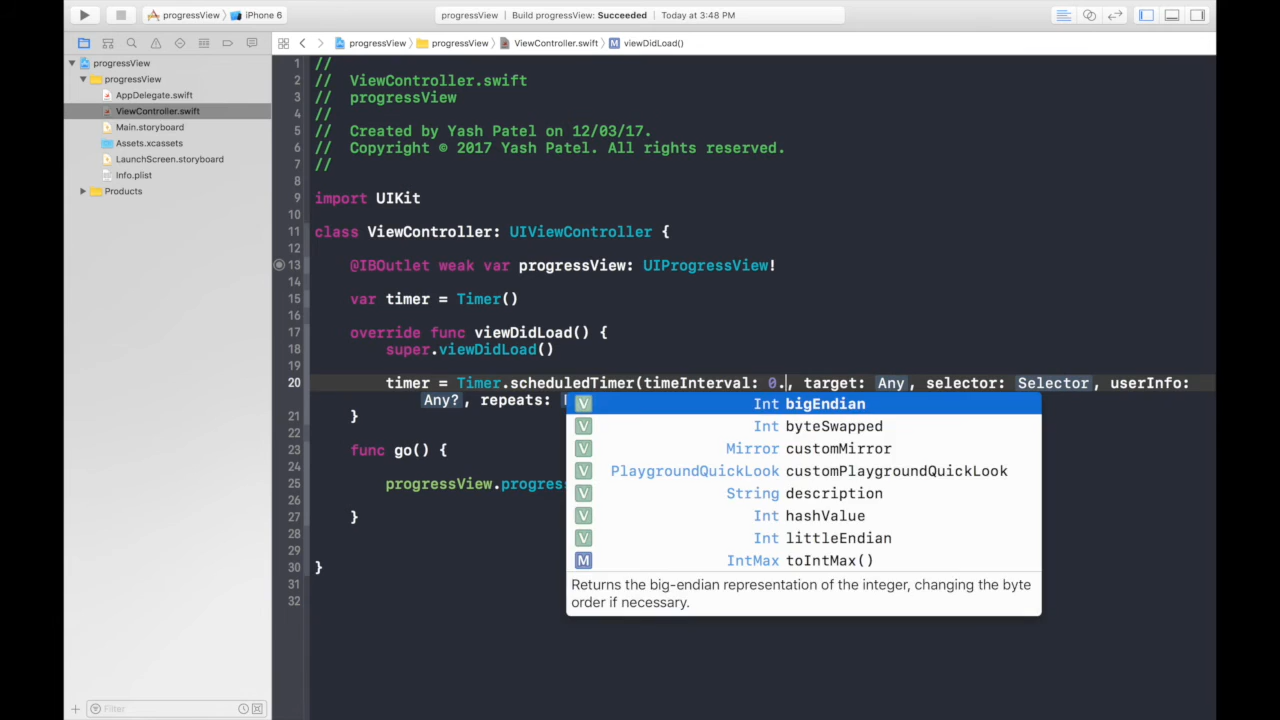 progressView 〉 iPhone 6
progressView | Build progressView: Succeeded | Today at 3:48 PM
progressView 〉 progressView 〉 ViewController.swift 〉 M viewDidLoad()
progressView
progressView
AppDelegate.swift
ViewController.swift
Main.storyboard
Assets.xcassets
LaunchScreen.storyboard
Info.plist
Products
Filter
1 //
2 // ViewController.swift
3 // progressView
4 //
5 // Created by Yash Patel on 12/03/17.
6 // Copyright © 2017 Yash Patel. All rights reserved.
7 //
8
9 import UIKit
10
11 class ViewController: UIViewController {
12
13 @IBOutlet weak var progressView: UIProgressView!
14
15 var timer = Timer()
16
17 override func viewDidLoad() {
18 super.viewDidLoad()
19
20 timer = Timer.scheduledTimer(timeInterval: 0., target: Any, selector: Selector, userInfo:
Any?, repeats:
21 }
22
23 func go() {
24
25 progressView.progress
26
27 }
28
29
30 }
31
32
V Int bigEndian
V Int byteSwapped
V Mirror customMirror
V PlaygroundQuickLook customPlaygroundQuickLook
V String description
V Int hashValue
V Int littleEndian
M IntMax toIntMax()
Returns the big-endian representation of the integer, changing the byte
order if necessary.